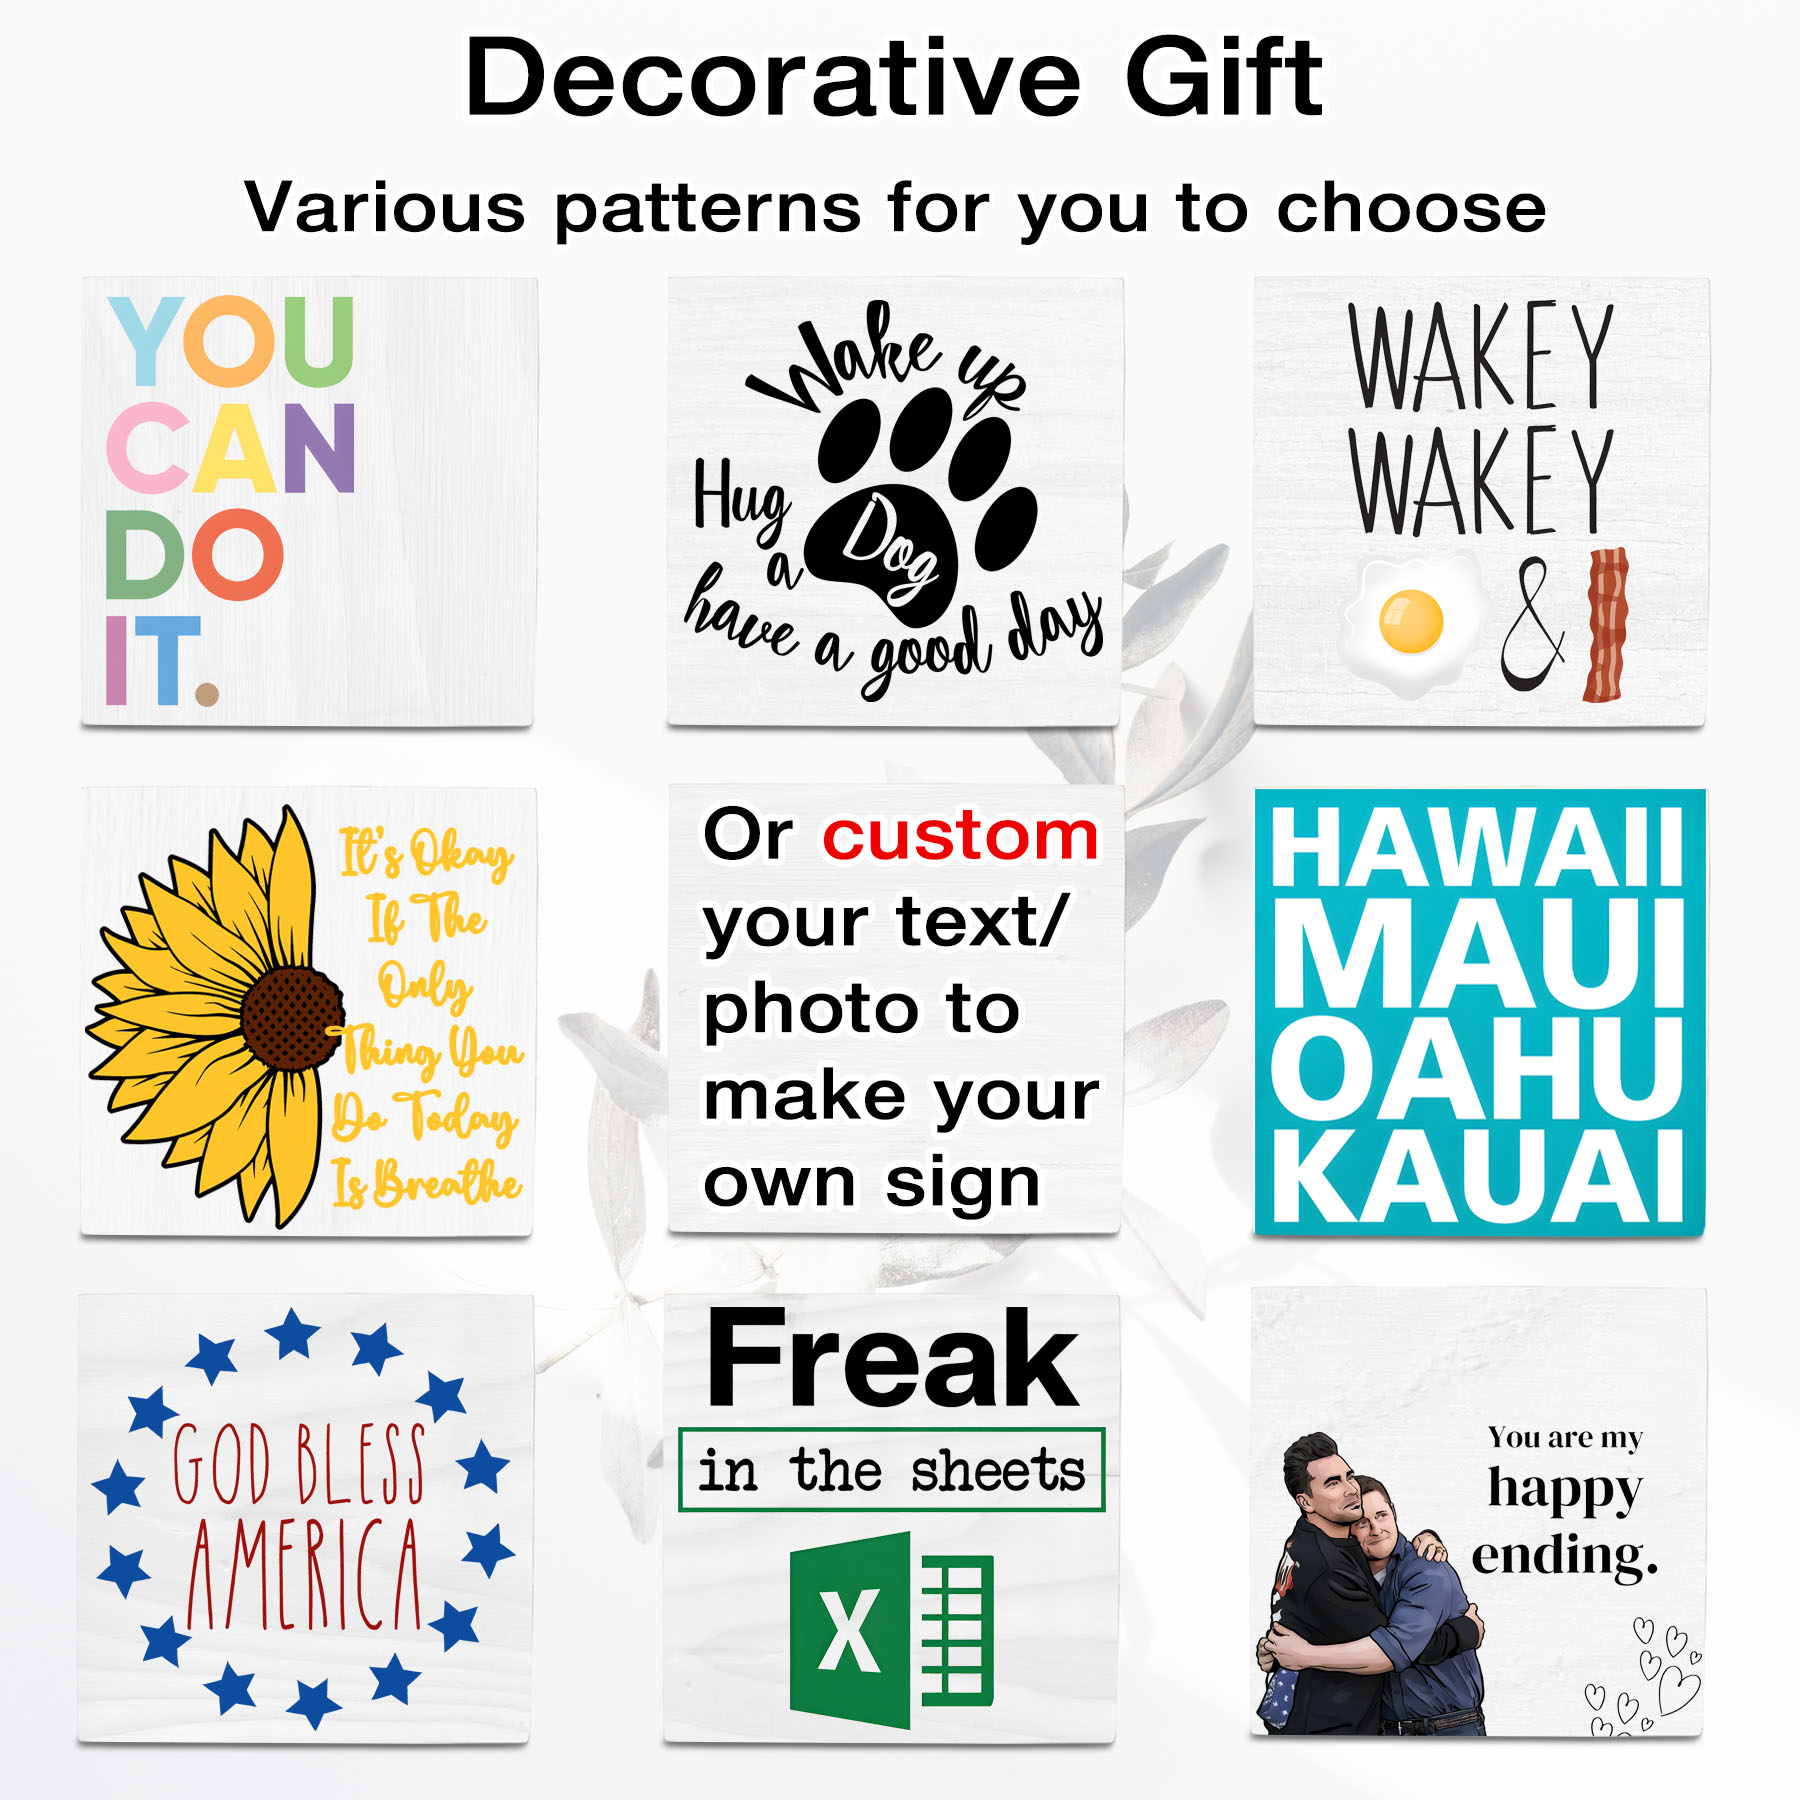 Decorative Gift
Various patterns for you to choose
YOU
CAN
DO
IT.
Wake up
Hug
a
Dog
have a good day
WAKEY
WAKEY
&
It's Okay
If The
Only
Thing You
Do Today
Is Breathe
Or custom
your text/
photo to
make your
own sign
HAWAII
MAUI
OAHU
KAUAI
GOD BLESS
AMERICA
Freak
in the sheets
X
You are my
happy
ending.